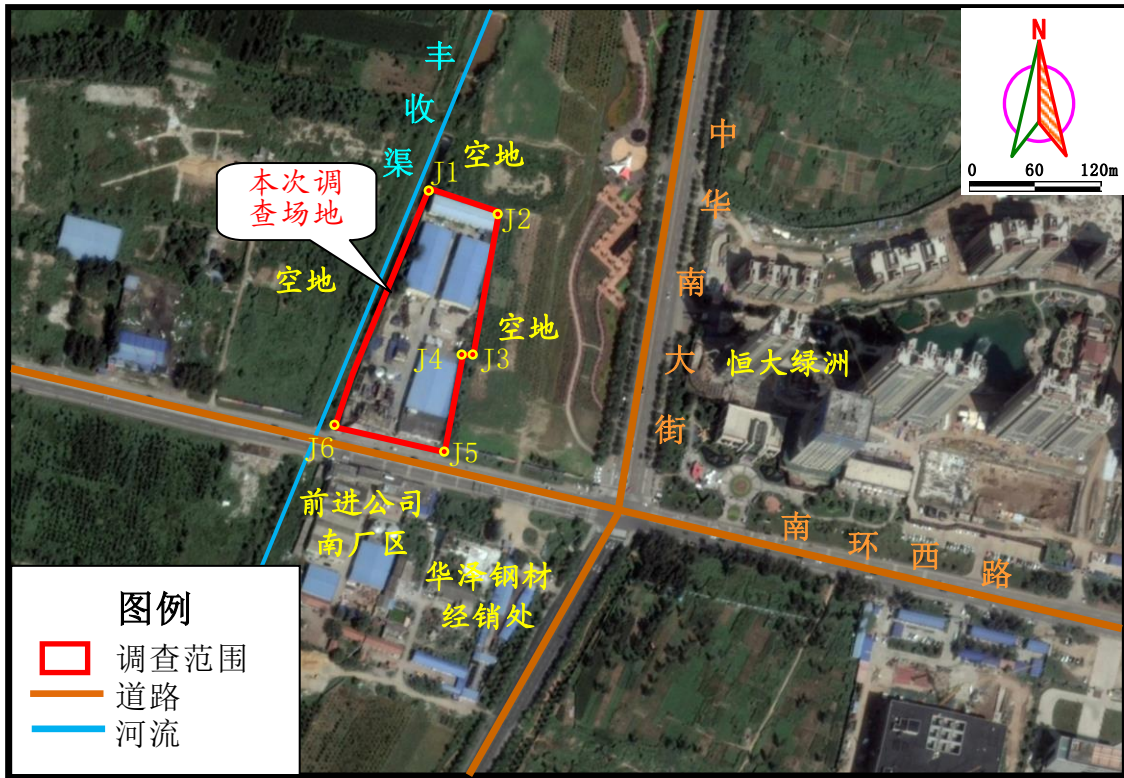 N
0 60 120m
丰收渠
中华南大街
空地
J1
本次调
查场地
J2
空地
空地
J4
J3
恒大绿洲
J6
J5
前进公司
南厂区
南环西路
华泽钢材
经销处
图例
调查范围
道路
河流